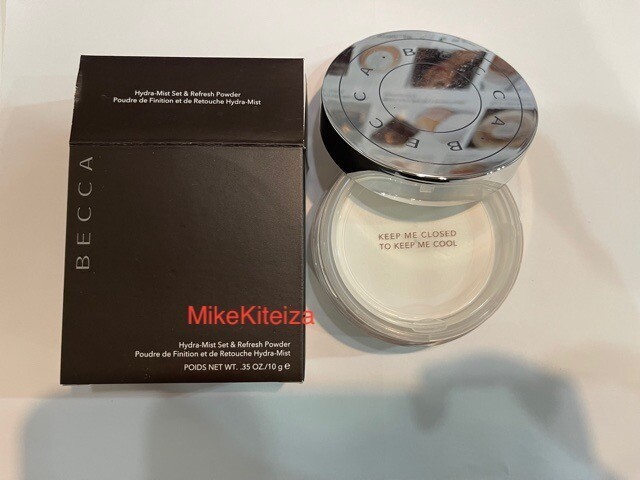 Hydra-Mist Set & Refresh Powder
Poudre de Finition et de Retouche Hydra-Mist
BECCA
MikeKiteiza
Hydra-Mist Set & Refresh Powder
Poudre de Finition et de Retouche Hydra-Mist
POIDS NET WT. .35 OZ./10 g ℮
BECCA BECCA
KEEP ME CLOSED
TO KEEP ME COOL